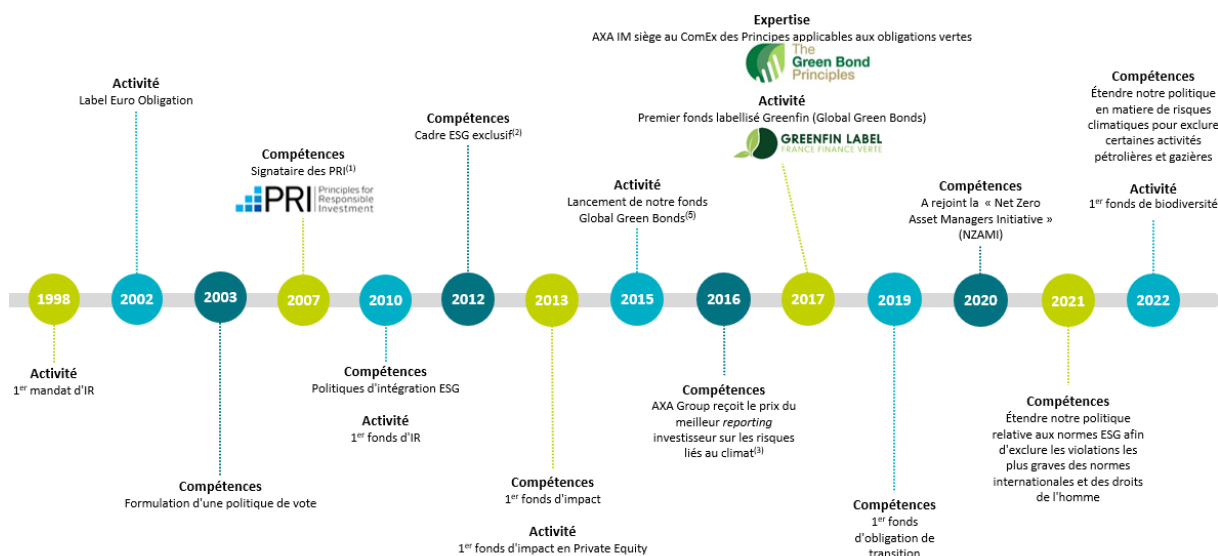 Expertise
AXA IM siège au ComEx des Principes applicables aux obligations vertes
The
Green Bond
Principles
Activité
Premier fonds labellisé Greenfin (Global Green Bonds)
GREENFIN LABEL
FRANCE FINANCE VERTE
Activité
Label Euro Obligation
Compétences
Signataire des PRI(1)
PRI
Principles for
Responsible
Investment
Compétences
Cadre ESG exclusif(2)
Activité
Lancement de notre fonds
Global Green Bonds(5)
Compétences
A rejoint la « Net Zero
Asset Managers Initiative »
(NZAMI)
Compétences
Étendre notre politique
en matiere de risques
climatiques pour exclure
certaines activités
pétrolières et gazières
Activité
1er fonds de biodiversité
1998
2002
2003
2007
2010
2012
2013
2015
2016
2017
2019
2020
2021
2022
Activité
1er mandat d'IR
Compétences
Formulation d'une politique de vote
Compétences
Politiques d'intégration ESG
Activité
1er fonds d'IR
Compétences
1er fonds d'impact
Activité
1er fonds d'impact en Private Equity
Compétences
AXA Group reçoit le prix du
meilleur reporting
investisseur sur les risques
liés au climat(3)
Compétences
1er fonds
d'obligation de
transition
Compétences
Étendre notre politique
relative aux normes ESG afin
d'exclure les violations les
plus graves des normes
internationales et des droits
de l'homme